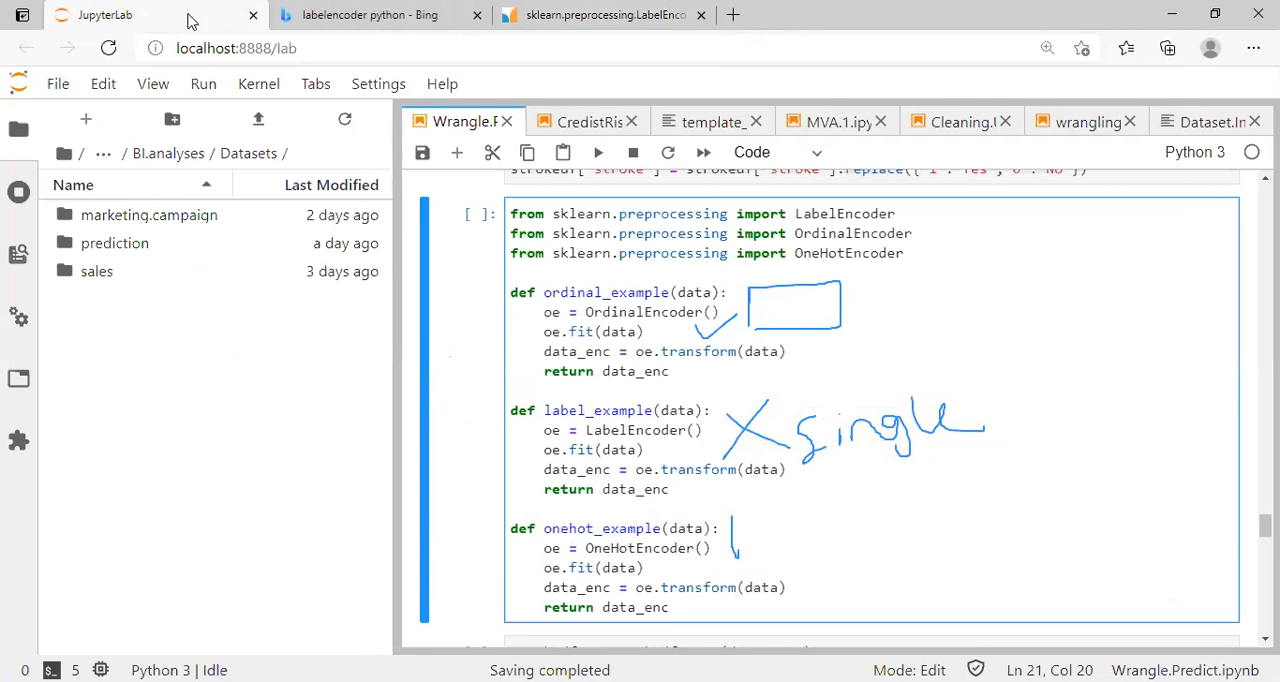 JupyterLab
labelencoder python - Bing
sklearn.preprocessing.LabelEnco
localhost:8888/lab
File Edit View Run Kernel Tabs Settings Help
Wrangle.F
CredistRis
template_
MVA.1.ipy
Cleaning.
wrangling
Dataset.In
Code
Python 3
/ ... / BI.analyses / Datasets /
Name Last Modified
marketing.campaign 2 days ago
prediction a day ago
sales 3 days ago
[ ]:
from sklearn.preprocessing import LabelEncoder
from sklearn.preprocessing import OrdinalEncoder
from sklearn.preprocessing import OneHotEncoder
def ordinal_example(data):
oe = OrdinalEncoder()
oe.fit(data)
data_enc = oe.transform(data)
return data_enc
def label_example(data):
oe = LabelEncoder()
oe.fit(data)
data_enc = oe.transform(data)
return data_enc
X single
def onehot_example(data):
oe = OneHotEncoder()
oe.fit(data)
data_enc = oe.transform(data)
return data_enc
0 5 Python 3 | Idle Saving completed Mode: Edit Ln 21, Col 20 Wrangle.Predict.ipynb